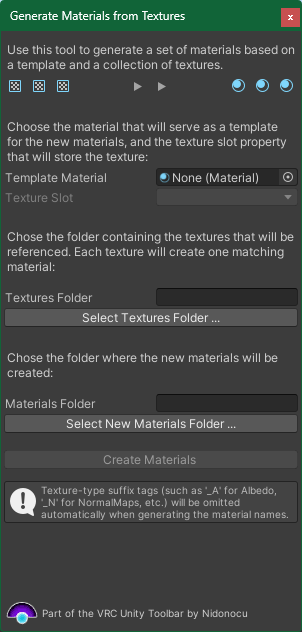 Generate Materials from Textures
x
Use this tool to generate a set of materials based on
a template and a collection of textures.
Choose the material that will serve as a template
for the new materials, and the texture slot property
that will store the texture:
Template Material
None (Material)
Texture Slot
Chose the folder containing the textures that will be
referenced. Each texture will create one matching
material:
Textures Folder
Select Textures Folder ...
Chose the folder where the new materials will be
created:
Materials Folder
Select New Materials Folder ...
Create Materials
Texture-type suffix tags (such as '_A' for Albedo,
'_N' for NormalMaps, etc.) will be omitted
automatically when generating the material names.
Part of the VRC Unity Toolbar by Nidonocu